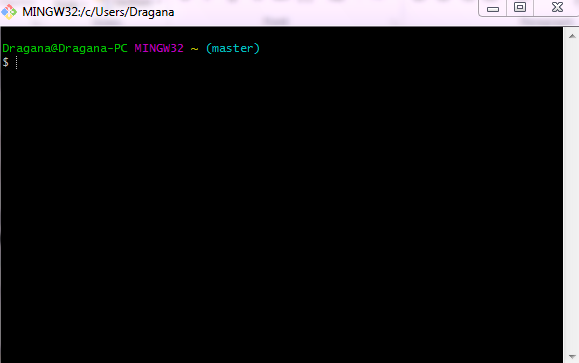 MINGW32:/c/Users/Dragana
Dragana@Dragana-PC MINGW32 ~ (master)
$